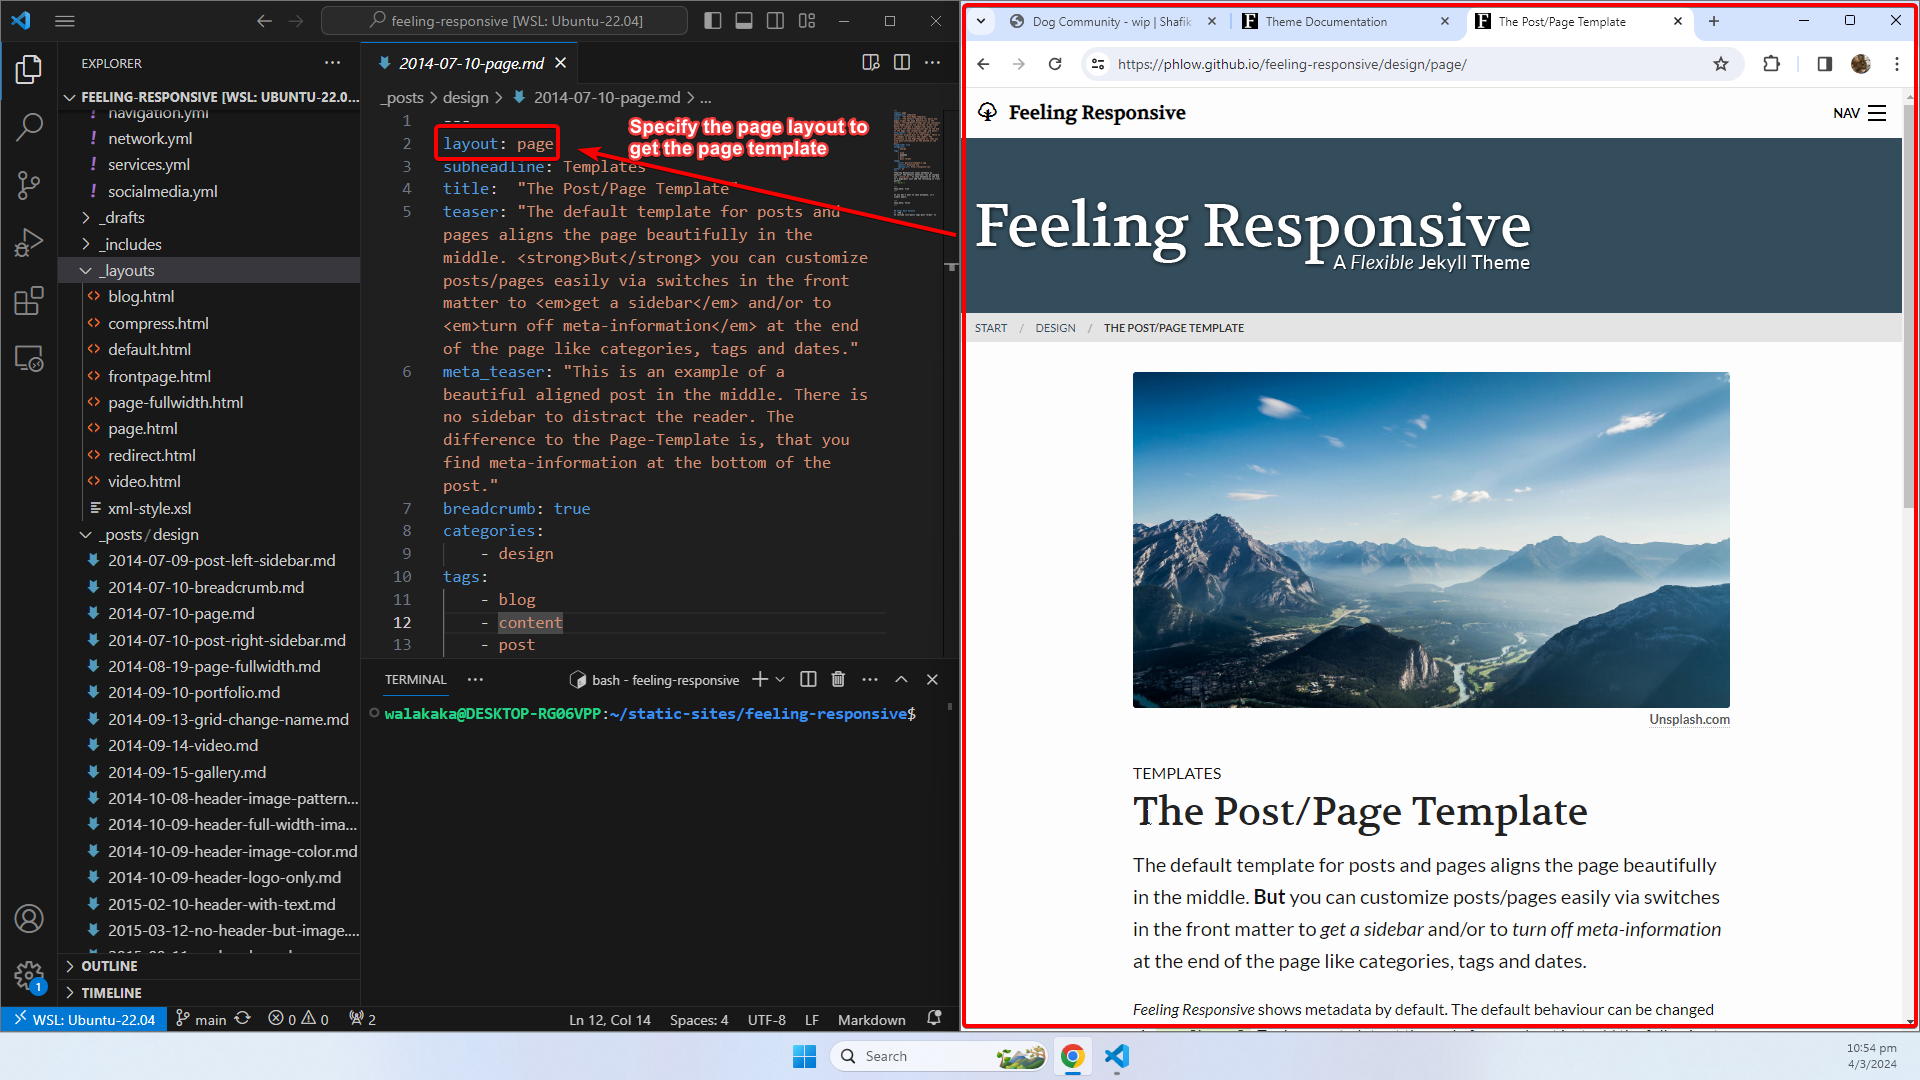 feeling-responsive [WSL: Ubuntu-22.04]
EXPLORER
FEELING-RESPONSIVE [WSL: UBUNTU-22.0...
navigation.yml
! network.yml
! services.yml
! socialmedia.yml
_drafts
_includes
_layouts
<> blog.html
<> compress.html
<> default.html
<> frontpage.html
<> page-fullwidth.html
<> page.html
<> redirect.html
<> video.html
xml-style.xsl
_posts / design
2014-07-09-post-left-sidebar.md
2014-07-10-breadcrumb.md
2014-07-10-page.md
2014-07-10-post-right-sidebar.md
2014-08-19-page-fullwidth.md
2014-09-10-portfolio.md
2014-09-13-grid-change-name.md
2014-09-14-video.md
2014-09-15-gallery.md
2014-10-08-header-image-pattern...
2014-10-09-header-full-width-ima...
2014-10-09-header-image-color.md
2014-10-09-header-logo-only.md
2015-02-10-header-with-text.md
2015-03-12-no-header-but-image....
OUTLINE
TIMELINE
1
2014-07-10-page.md
_posts > design > 2014-07-10-page.md > ...
1 ---
2 layout: page
3 subheadline: Templates
4 title:  "The Post/Page Template"
5 teaser: "The default template for posts and
pages aligns the page beautifully in the
middle. <strong>But</strong> you can customize
posts/pages easily via switches in the front
matter to <em>get a sidebar</em> and/or to
<em>turn off meta-information</em> at the end
of the page like categories, tags and dates."
6 meta_teaser: "This is an example of a
beautiful aligned post in the middle. There is
no sidebar to distract the reader. The
difference to the Page-Template is, that you
find meta-information at the bottom of the
post."
7 breadcrumb: true
8 categories:
9     - design
10 tags:
11     - blog
12     - content
13     - post
Specify the page layout to
get the page template
TERMINAL
bash - feeling-responsive
walakaka@DESKTOP-RG06VPP:~/static-sites/feeling-responsive$
WSL: Ubuntu-22.04
main
0
0
2
Ln 12, Col 14
Spaces: 4
UTF-8
LF
Markdown
Dog Community - wip | Shafik
Theme Documentation
The Post/Page Template
https://phlow.github.io/feeling-responsive/design/page/
Feeling Responsive
NAV
Feeling Responsive
A Flexible Jekyll Theme
START / DESIGN / THE POST/PAGE TEMPLATE
Unsplash.com
TEMPLATES
The Post/Page Template
The default template for posts and pages aligns the page beautifully
in the middle. But you can customize posts/pages easily via switches
in the front matter to get a sidebar and/or to turn off meta-information
at the end of the page like categories, tags and dates.
Feeling Responsive shows metadata by default. The default behaviour can be changed
Search
10:54 pm
4/3/2024